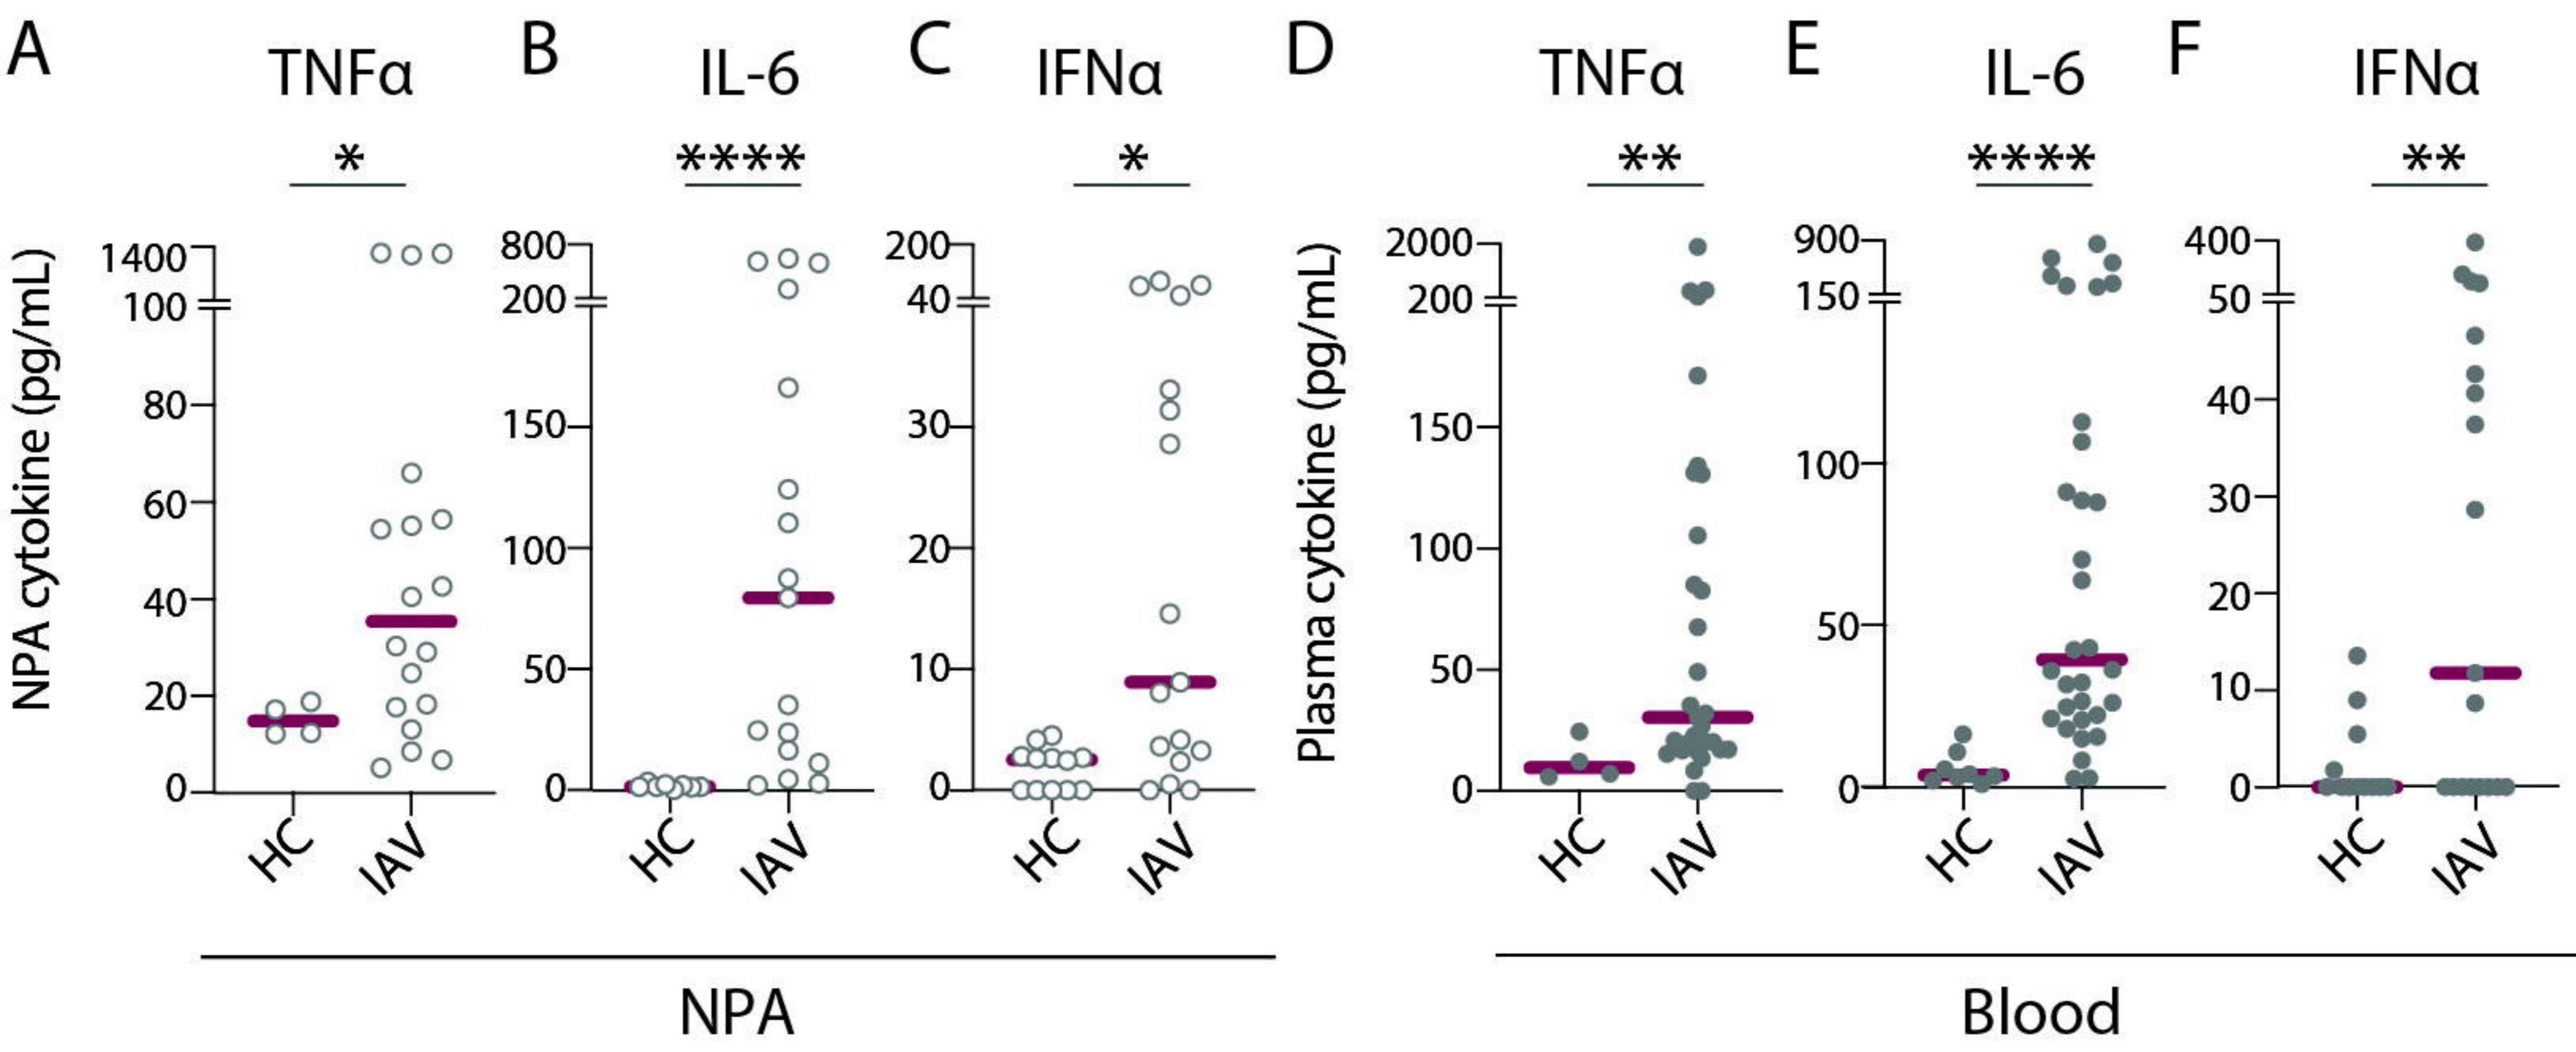 A TNFα
*
NPA cytokine (pg/mL)
1400
100
80
60
40
20
0
HC IAV
B IL-6
****
800
200
150
100
50
0
HC IAV
C IFNα
*
200
40
30
20
10
0
HC IAV
NPA
D TNFα
**
Plasma cytokine (pg/mL)
2000
200
150
100
50
0
HC IAV
E IL-6
****
900
150
100
50
0
HC IAV
F IFNα
**
400
50
40
30
20
10
0
HC IAV
Blood